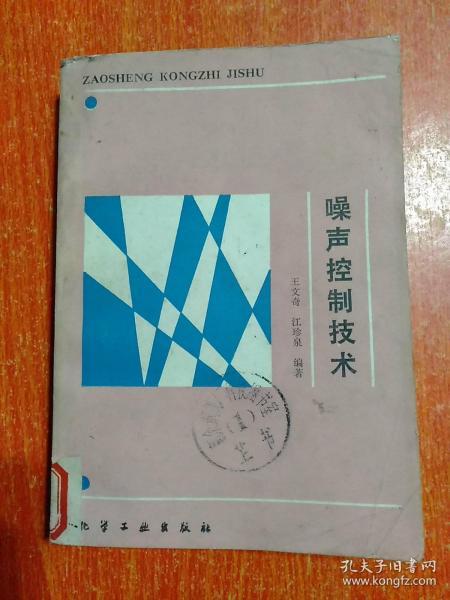 ZAOSHENG KONGZHI JISHU
噪声控制技术
王文奇 江珍泉 编著
化学工业出版社
孔夫子旧书网
www.kongfz.com